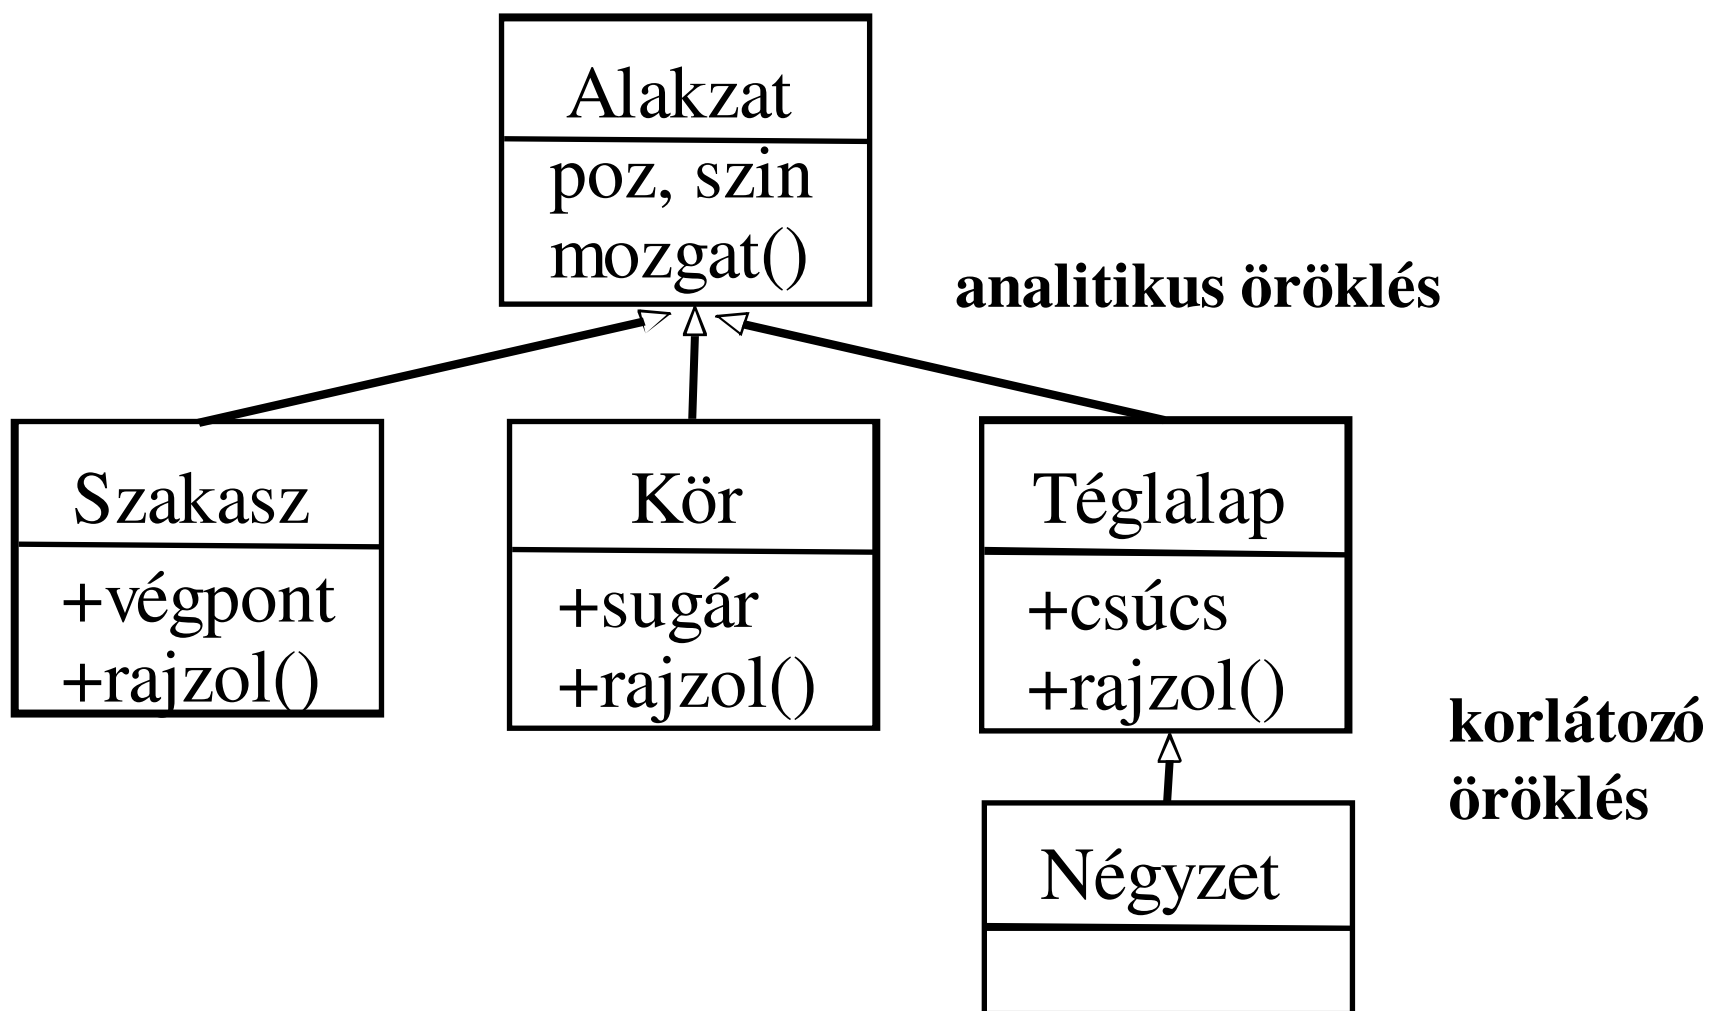 Alakzat
poz, szin
mozgat()
analitikus öröklés
Szakasz
+végpont
+rajzol()
Kör
+sugár
+rajzol()
Téglalap
+csúcs
+rajzol()
korlátozó
öröklés
Négyzet